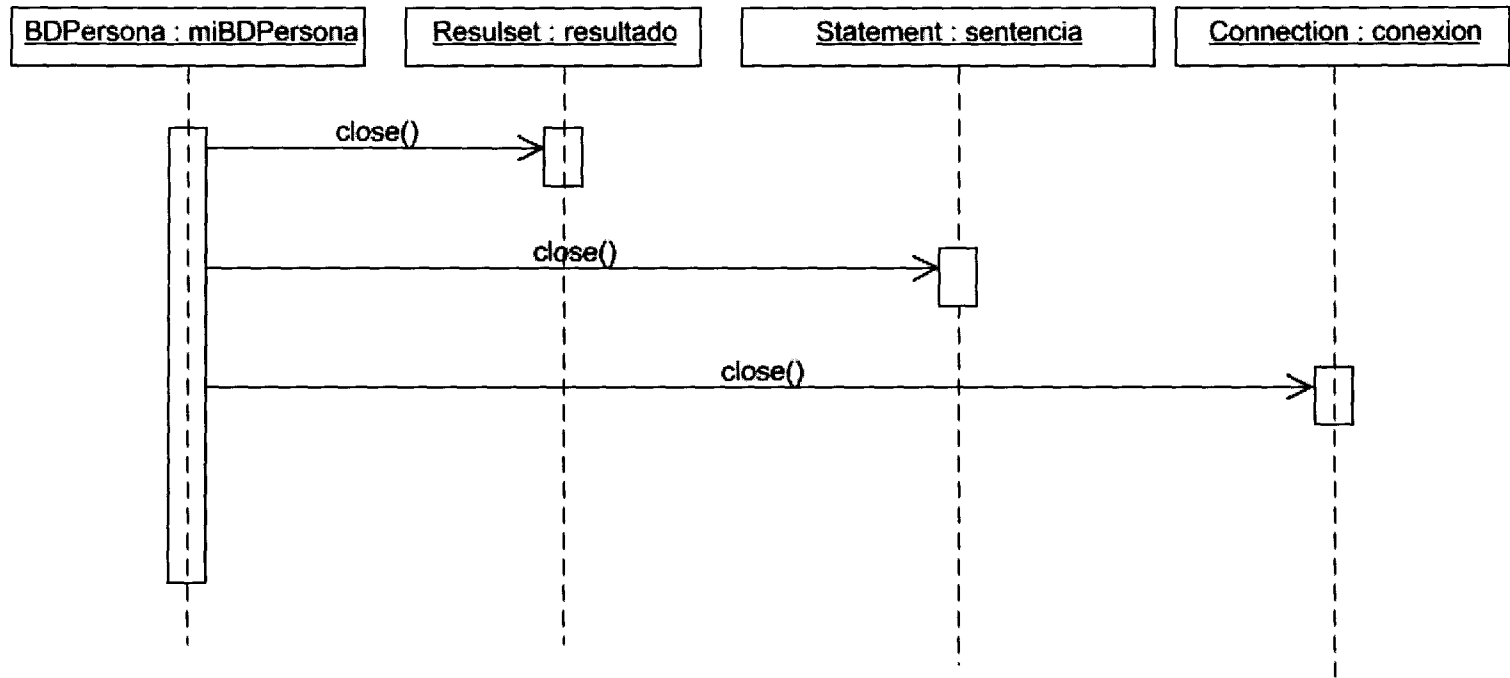 BDPersona : miBDPersona
Resulset : resultado
Statement : sentencia
Connection : conexion
close()
close()
close()